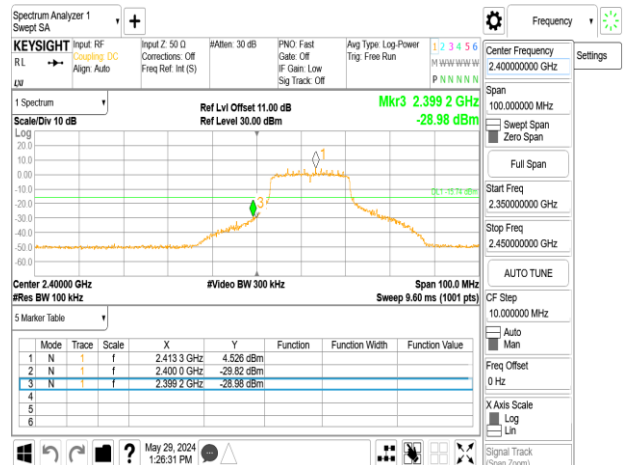 Spectrum Analyzer 1
Swept SA
Frequency
KEYSIGHT
RL
Input: RF
Coupling: DC
Align: Auto
Input Z: 50 Ω
Corrections: Off
Freq Ref: Int (S)
#Atten: 30 dB
PNO: Fast
Gate: Off
IF Gain: Low
Sig Track: Off
Avg Type: Log-Power
Trig: Free Run
1 2 3 4 5 6
M W W W W W
P N N N N N
1 Spectrum
Scale/Div 10 dB
Ref Lvl Offset 11.00 dB
Ref Level 30.00 dBm
Mkr3 2.399 2 GHz
-28.98 dBm
Log
20.0
10.0
0.00
-10.0
-20.0
-30.0
-40.0
-50.0
-60.0
1
3
DL1 -15.74 dBm
Center 2.40000 GHz
#Res BW 100 kHz
#Video BW 300 kHz
Span 100.0 MHz
Sweep 9.60 ms (1001 pts)
5 Marker Table
Mode Trace Scale X Y Function Function Width Function Value
1 N 1 f 2.413 3 GHz 4.526 dBm
2 N 1 f 2.400 0 GHz -29.82 dBm
3 N 1 f 2.399 2 GHz -28.98 dBm
4
5
6
?
May 29, 2024
1:26:31 PM
Center Frequency
2.400000000 GHz
Settings
Span
100.000000 MHz
Swept Span
Zero Span
Full Span
Start Freq
2.350000000 GHz
Stop Freq
2.450000000 GHz
AUTO TUNE
CF Step
10.000000 MHz
Auto
Man
Freq Offset
0 Hz
X Axis Scale
Log
Lin
Signal Track
(Span Zoom)